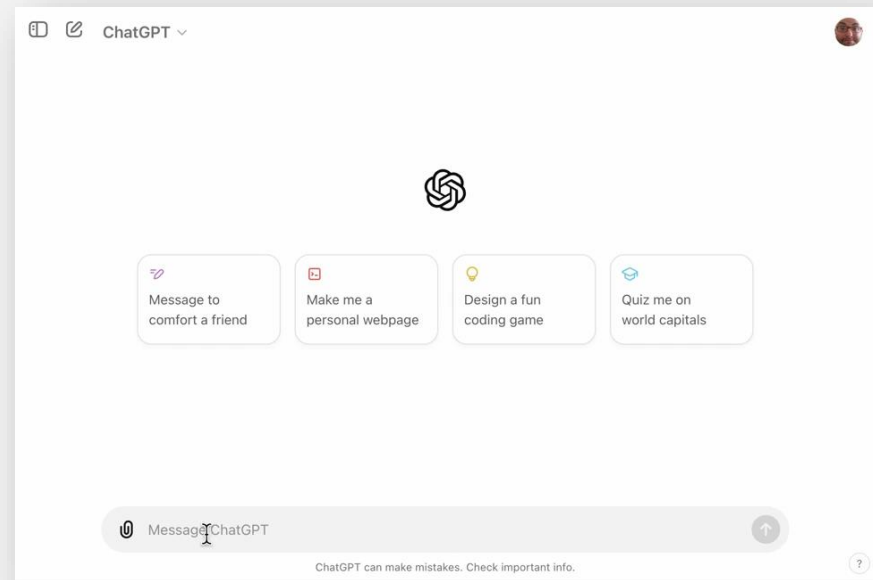 ChatGPT
Message to
comfort a friend
Make me a
personal webpage
Design a fun
coding game
Quiz me on
world capitals
Message ChatGPT
ChatGPT can make mistakes. Check important info.
?